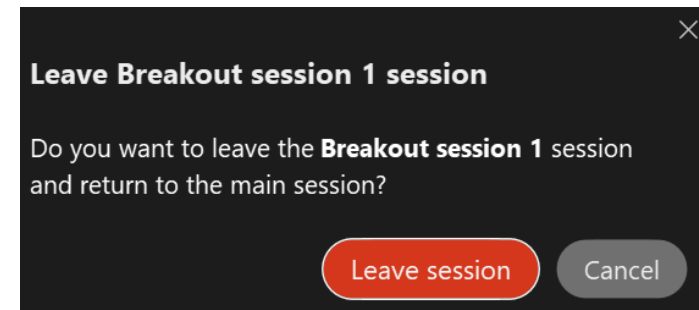 Leave Breakout session 1 session
Do you want to leave the Breakout session 1 session
and return to the main session?
Leave session
Cancel